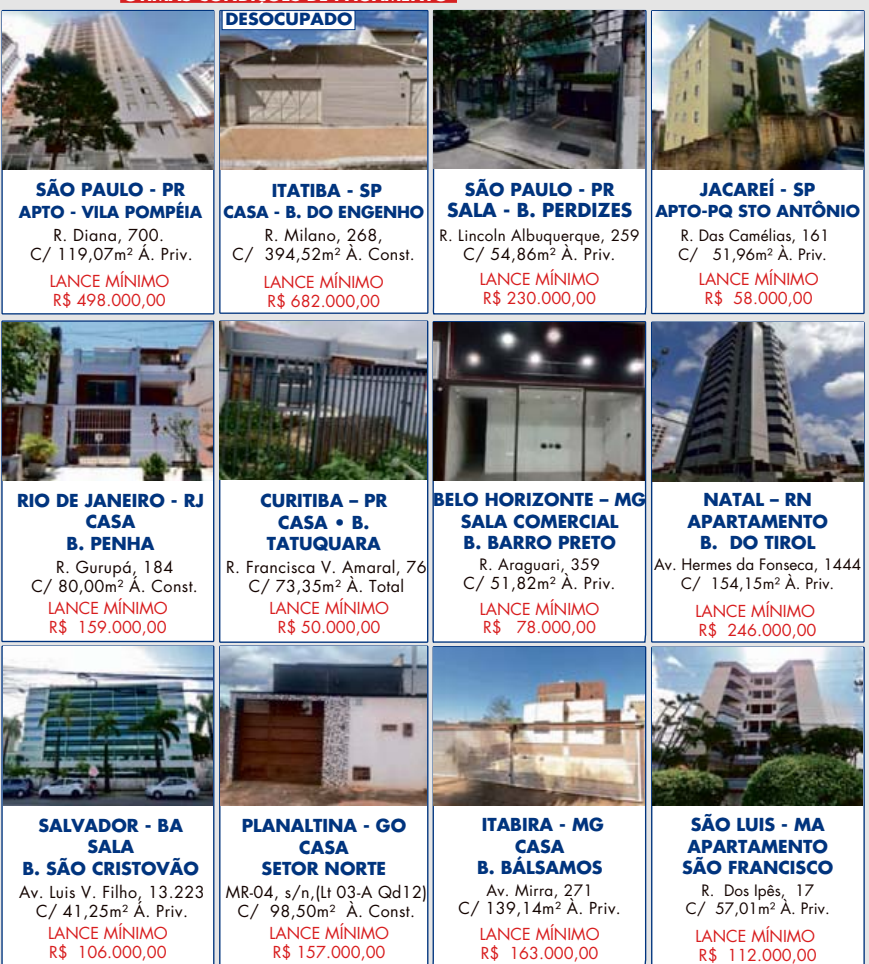 DESOCUPADO
SÃO PAULO - PR
APTO - VILA POMPÉIA
R. Diana, 700.
C/ 119,07m² Á. Priv.
LANCE MÍNIMO
R$ 498.000,00
ITATIBA - SP
CASA - B. DO ENGENHO
R. Milano, 268,
C/ 394,52m² À. Const.
LANCE MÍNIMO
R$ 682.000,00
SÃO PAULO - PR
SALA - B. PERDIZES
R. Lincoln Albuquerque, 259
C/ 54,86m² À. Priv.
LANCE MÍNIMO
R$ 230.000,00
JACAREÍ - SP
APTO-PQ STO ANTÔNIO
R. Das Camélias, 161
C/ 51,96m² À. Priv.
LANCE MÍNIMO
R$ 58.000,00
RIO DE JANEIRO - RJ
CASA
B. PENHA
R. Gurupá, 184
C/ 80,00m² À. Const.
LANCE MÍNIMO
R$ 159.000,00
CURITIBA – PR
CASA • B.
TATUQUARA
R. Francisca V. Amaral, 76
C/ 73,35m² À. Total
LANCE MÍNIMO
R$ 50.000,00
BELO HORIZONTE – MG
SALA COMERCIAL
B. BARRO PRETO
R. Araguari, 359
C/ 51,82m² À. Priv.
LANCE MÍNIMO
R$ 78.000,00
NATAL – RN
APARTAMENTO
B. DO TIROL
Av. Hermes da Fonseca, 1444
C/ 154,15m² À. Priv.
LANCE MÍNIMO
R$ 246.000,00
SALVADOR - BA
SALA
B. SÃO CRISTOVÃO
Av. Luis V. Filho, 13.223
C/ 41,25m² Á. Priv.
LANCE MÍNIMO
R$ 106.000,00
PLANALTINA - GO
CASA
SETOR NORTE
MR-04, s/n,(Lt 03-A Qd12)
C/ 98,50m² À. Const.
LANCE MÍNIMO
R$ 157.000,00
ITABIRA - MG
CASA
B. BÁLSAMOS
Av. Mirra, 271
C/ 139,14m² À. Priv.
LANCE MÍNIMO
R$ 163.000,00
SÃO LUIS - MA
APARTAMENTO
SÃO FRANCISCO
R. Dos Ipês, 17
C/ 57,01m² À. Priv.
LANCE MÍNIMO
R$ 112.000,00